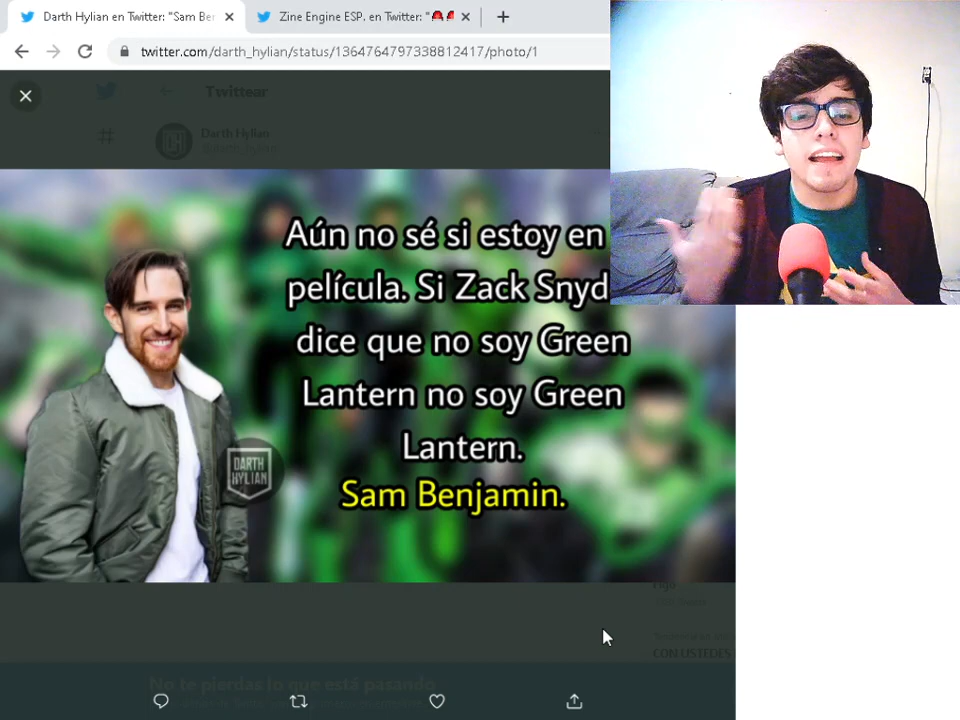 Darth Hylian en Twitter: "Sam Ber
Zine Engine ESP. en Twitter: "
twitter.com/darth_hylian/status/1364764797338812417/photo/1
Twittear
Darth Hylian
@darth_hylian
Aún no sé si estoy en
película. Si Zack Snyd
dice que no soy Green
Lantern no soy Green
Lantern.
Sam Benjamin.
DARTH
HYLIAN
CON USTEDES
No te pierdas lo que está pasando